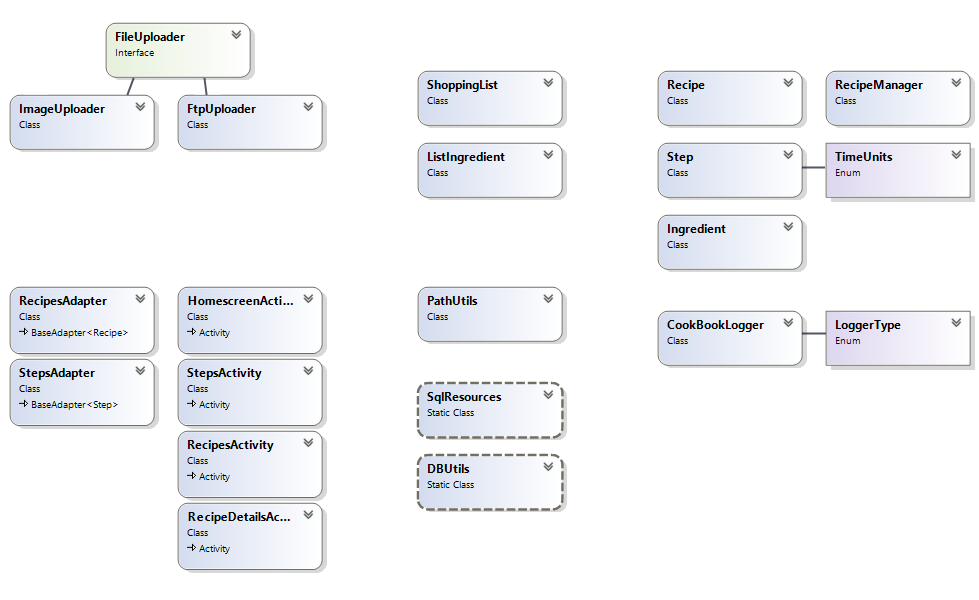 FileUploader
Interface
ImageUploader
Class
FtpUploader
Class
ShoppingList
Class
ListIngredient
Class
Recipe
Class
RecipeManager
Class
Step
Class
TimeUnits
Enum
Ingredient
Class
RecipesAdapter
Class
BaseAdapter<Recipe>
StepsAdapter
Class
BaseAdapter<Step>
HomescreenActi...
Class
Activity
StepsActivity
Class
Activity
RecipesActivity
Class
Activity
RecipeDetailsAc...
Class
Activity
PathUtils
Class
SqlResources
Static Class
DBUtils
Static Class
CookBookLogger
Class
LoggerType
Enum